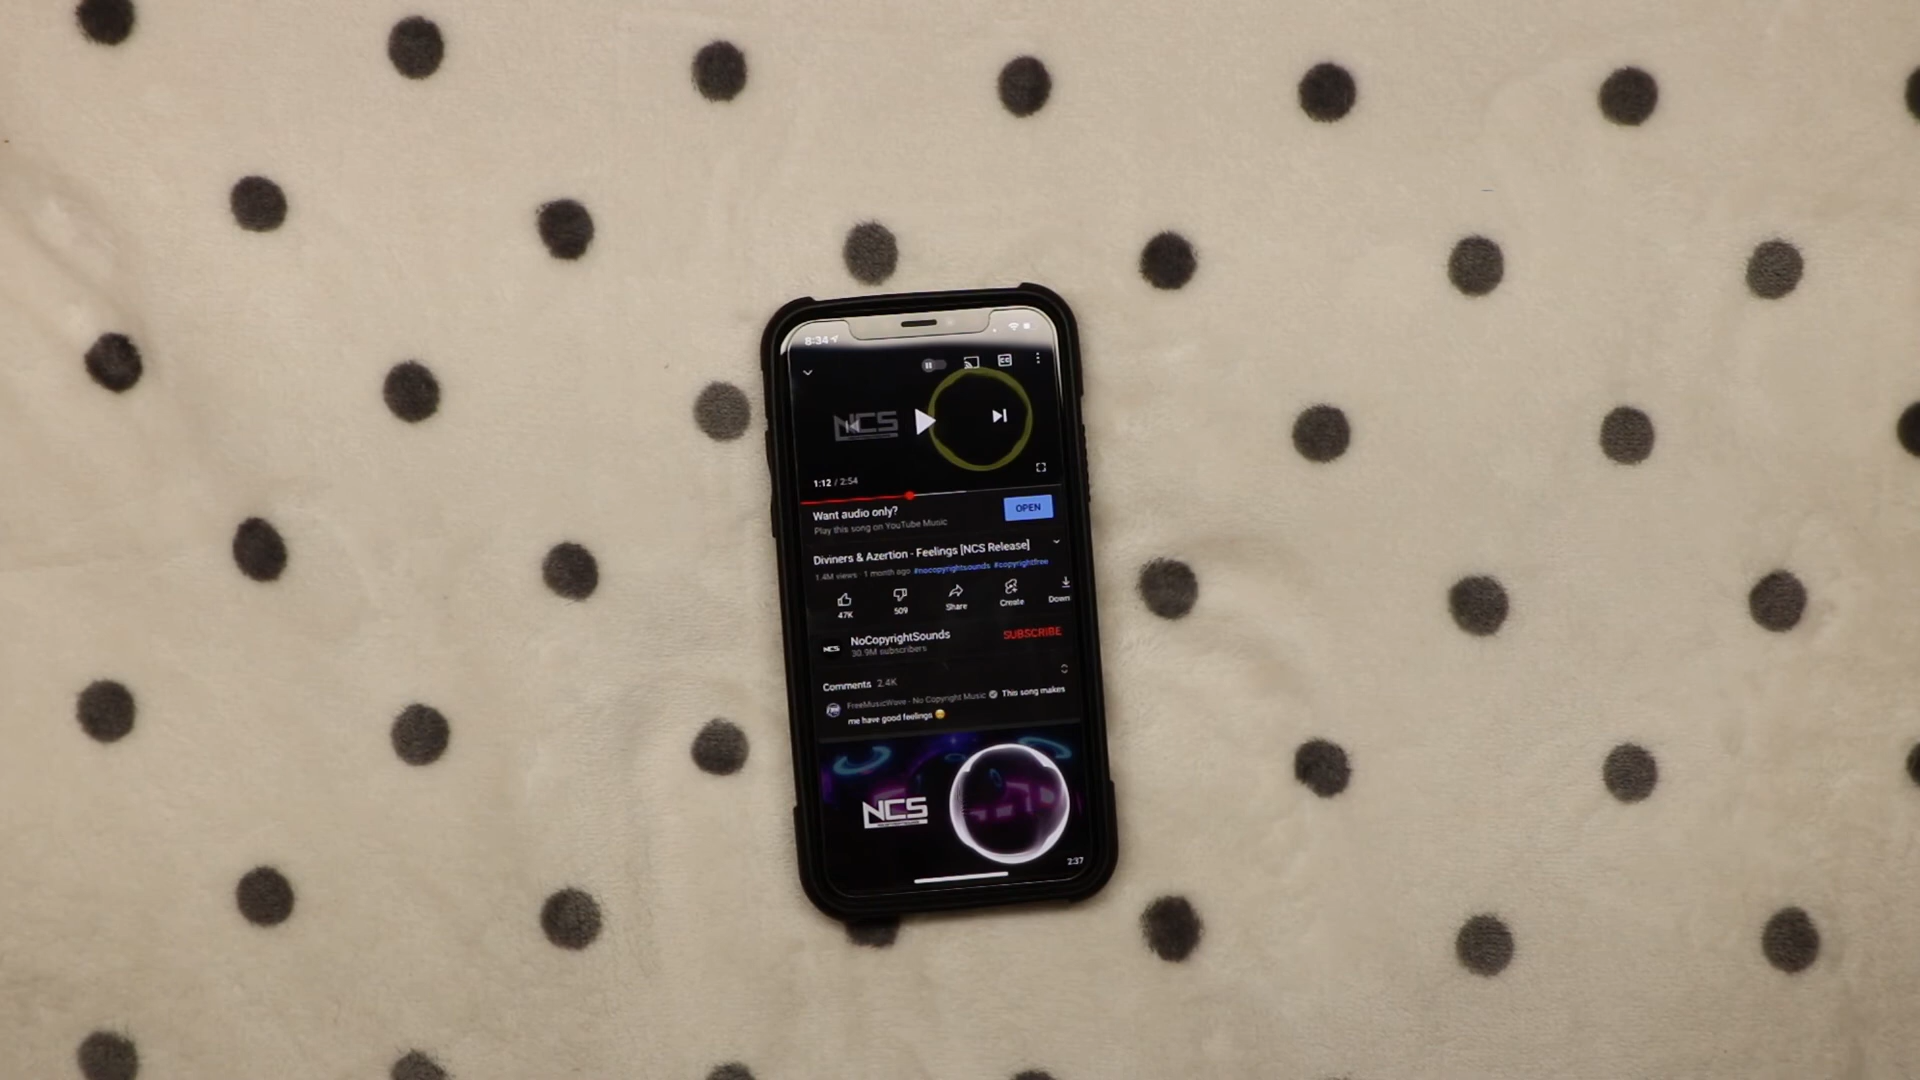 8:34
CC
NCS
1:12 / 2:54
Want audio only?
Play this song on YouTube Music
OPEN
Diviners & Azertion - Feelings [NCS Release]
1.4M views · 1 month ago #nocopyrightsounds #copyrightfree
47K
509
Share
Create
Down
NCS
NoCopyrightSounds
30.9M subscribers
SUBSCRIBE
Comments 2.4K
FreeMusicWave - No Copyright Music This song makes
me have good feelings 😊
NCS
2:37